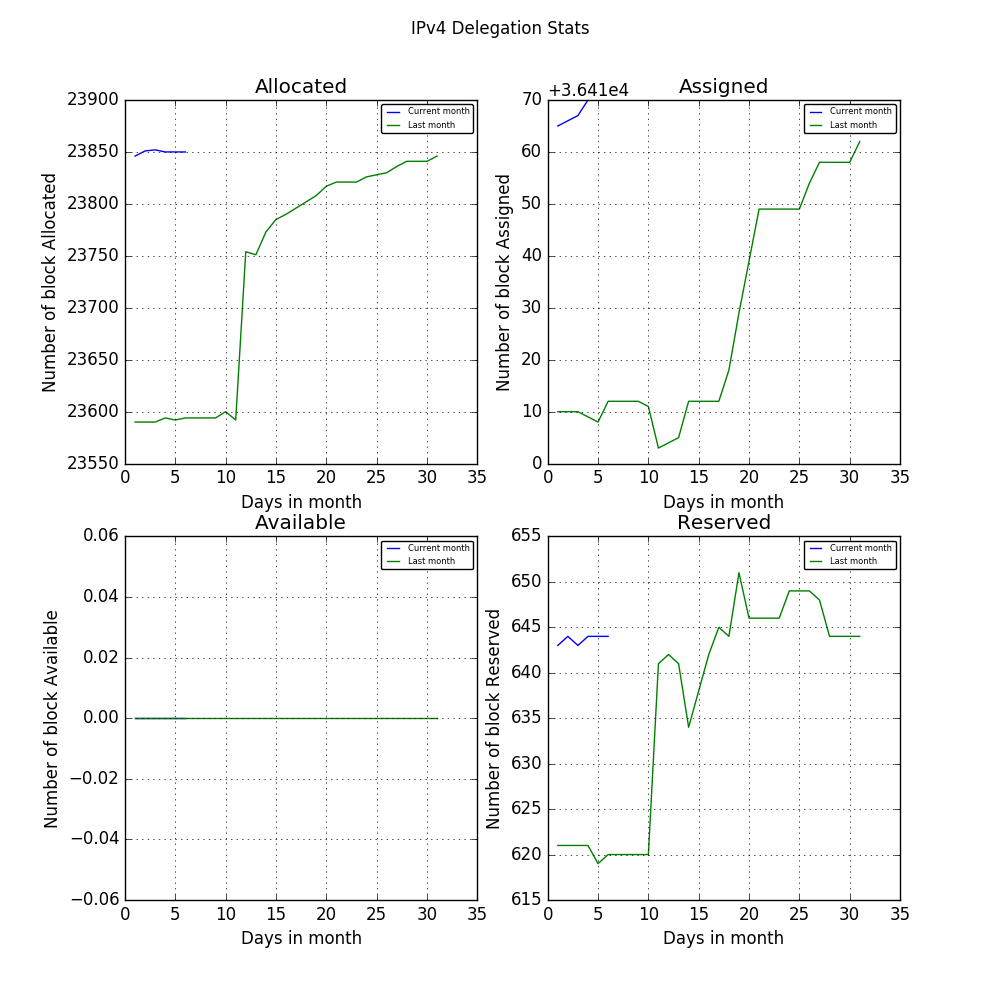 IPv4 Delegation Stats
Allocated
23900
23850
23800
23750
23700
23650
23600
23550
Number of block Allocated
0 5 10 15 20 25 30 35
Days in month
Current month
Last month
+3.641e4
Assigned
70
60
50
40
30
20
10
0
Number of block Assigned
0 5 10 15 20 25 30 35
Days in month
Current month
Last month
Available
0.06
0.04
0.02
0.00
−0.02
−0.04
−0.06
Number of block Available
0 5 10 15 20 25 30 35
Days in month
Current month
Last month
Reserved
655
650
645
640
635
630
625
620
615
Number of block Reserved
0 5 10 15 20 25 30 35
Days in month
Current month
Last month